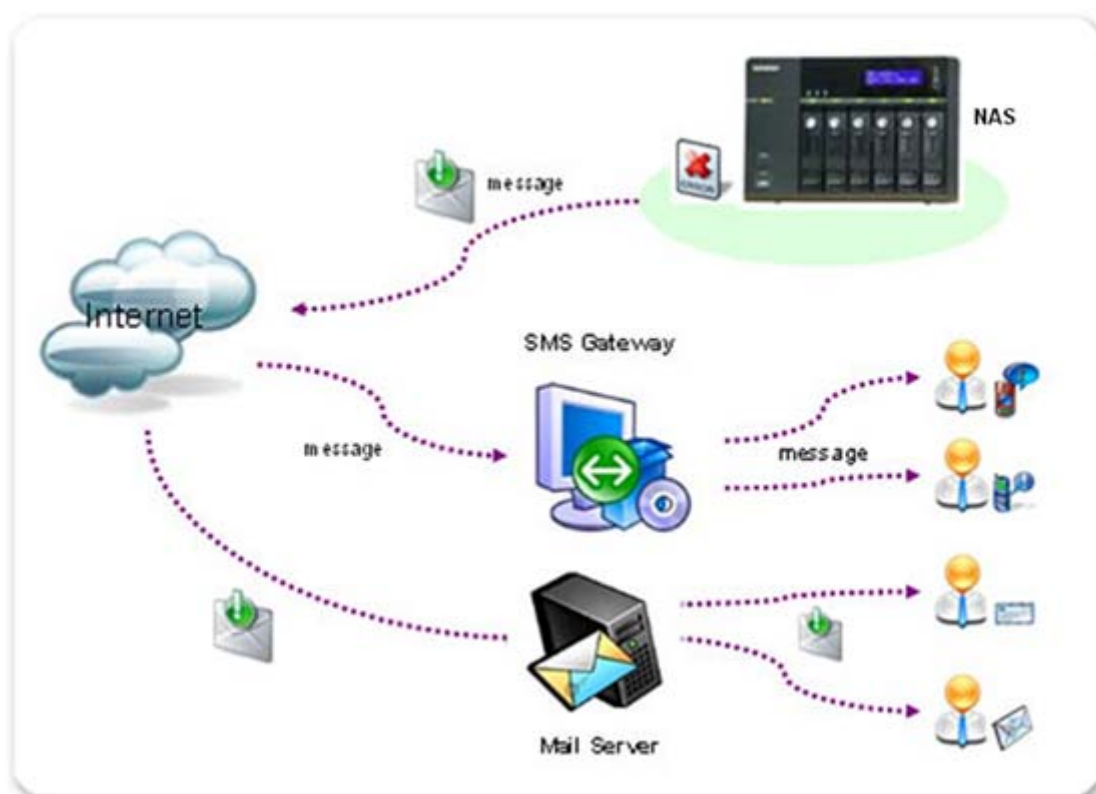 NAS
message
Internet
SMS Gateway
message
message
Mail Server